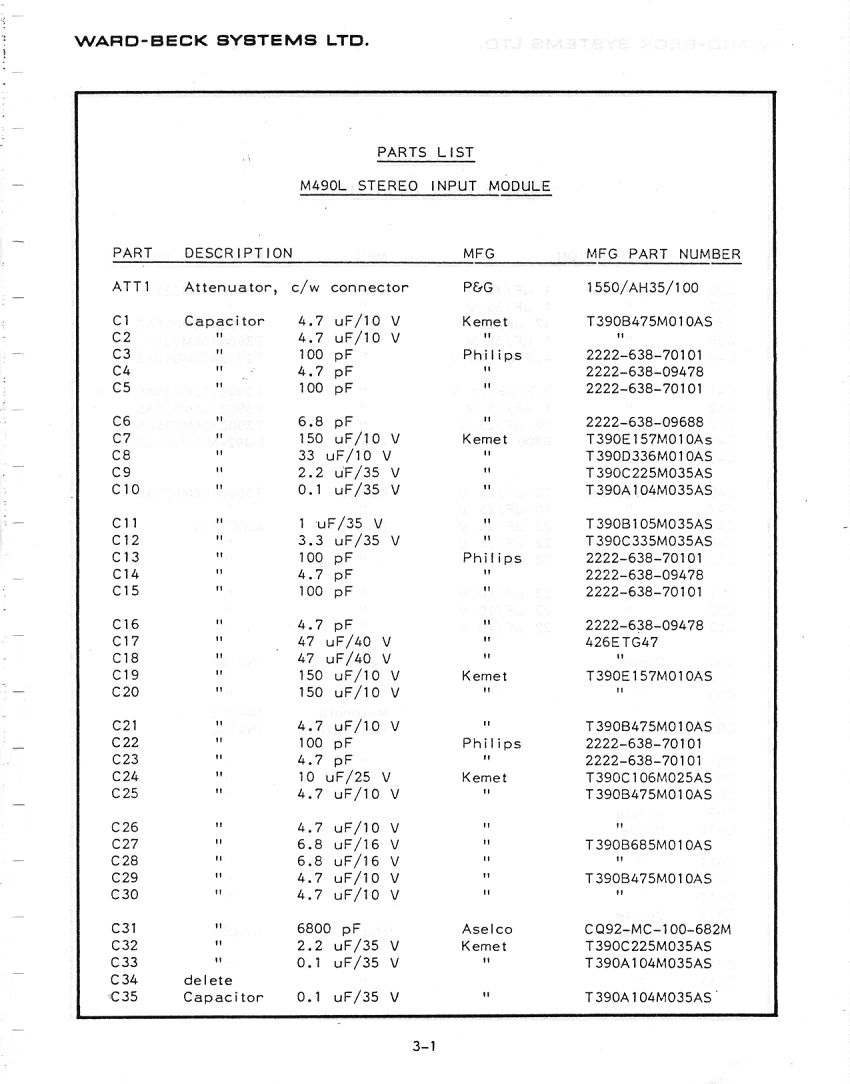 WARD-BECK SYSTEMS LTD.
PARTS LIST
M490L STEREO INPUT MODULE
PART DESCRIPTION MFG MFG PART NUMBER
ATT1 Attenuator, c/w connector P&G 1550/AH35/100
C1 Capacitor 4.7 uF/10 V Kemet T390B475M010AS
C2 " 4.7 uF/10 V " "
C3 " 100 pF Philips 2222-638-70101
C4 " 4.7 pF " 2222-638-09478
C5 " 100 pF " 2222-638-70101
C6 " 6.8 pF " 2222-638-09688
C7 " 150 uF/10 V Kemet T390E157M010As
C8 " 33 uF/10 V " T390D336M010AS
C9 " 2.2 uF/35 V " T390C225M035AS
C10 " 0.1 uF/35 V " T390A104M035AS
C11 " 1 uF/35 V " T390B105M035AS
C12 " 3.3 uF/35 V " T390C335M035AS
C13 " 100 pF Philips 2222-638-70101
C14 " 4.7 pF " 2222-638-09478
C15 " 100 pF " 2222-638-70101
C16 " 4.7 pF " 2222-638-09478
C17 " 47 uF/40 V " 426ETG47
C18 " 47 uF/40 V " "
C19 " 150 uF/10 V Kemet T390E157M010AS
C20 " 150 uF/10 V " "
C21 " 4.7 uF/10 V " T390B475M010AS
C22 " 100 pF Philips 2222-638-70101
C23 " 4.7 pF " 2222-638-70101
C24 " 10 uF/25 V Kemet T390C106M025AS
C25 " 4.7 uF/10 V " T390B475M010AS
C26 " 4.7 uF/10 V " "
C27 " 6.8 uF/16 V " T390B685M010AS
C28 " 6.8 uF/16 V " "
C29 " 4.7 uF/10 V " T390B475M010AS
C30 " 4.7 uF/10 V " "
C31 " 6800 pF Aselco CQ92-MC-100-682M
C32 " 2.2 uF/35 V Kemet T390C225M035AS
C33 " 0.1 uF/35 V " T390A104M035AS
C34 delete
C35 Capacitor 0.1 uF/35 V " T390A104M035AS
3-1